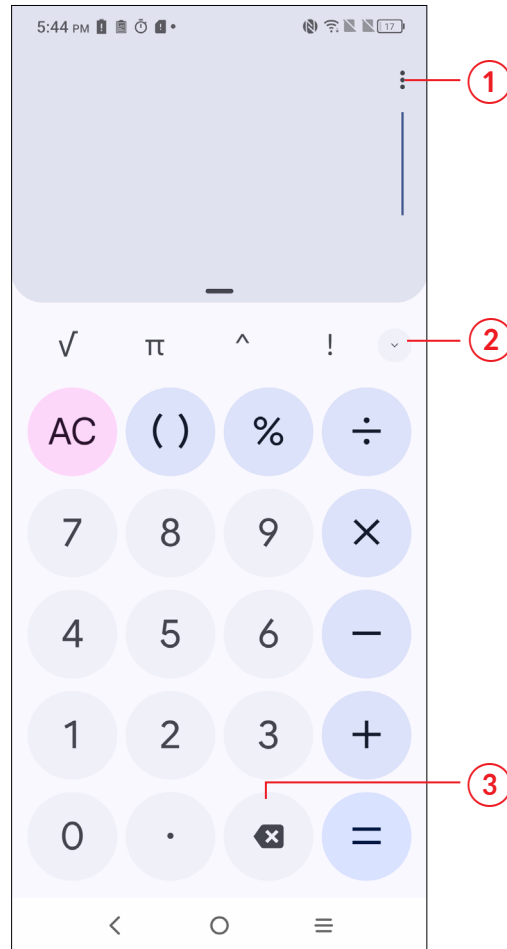 5:44 PM 17
1
√ π ^ ! 2
AC ( ) % ÷
7 8 9 ×
4 5 6 −
1 2 3 +
3
0 . =